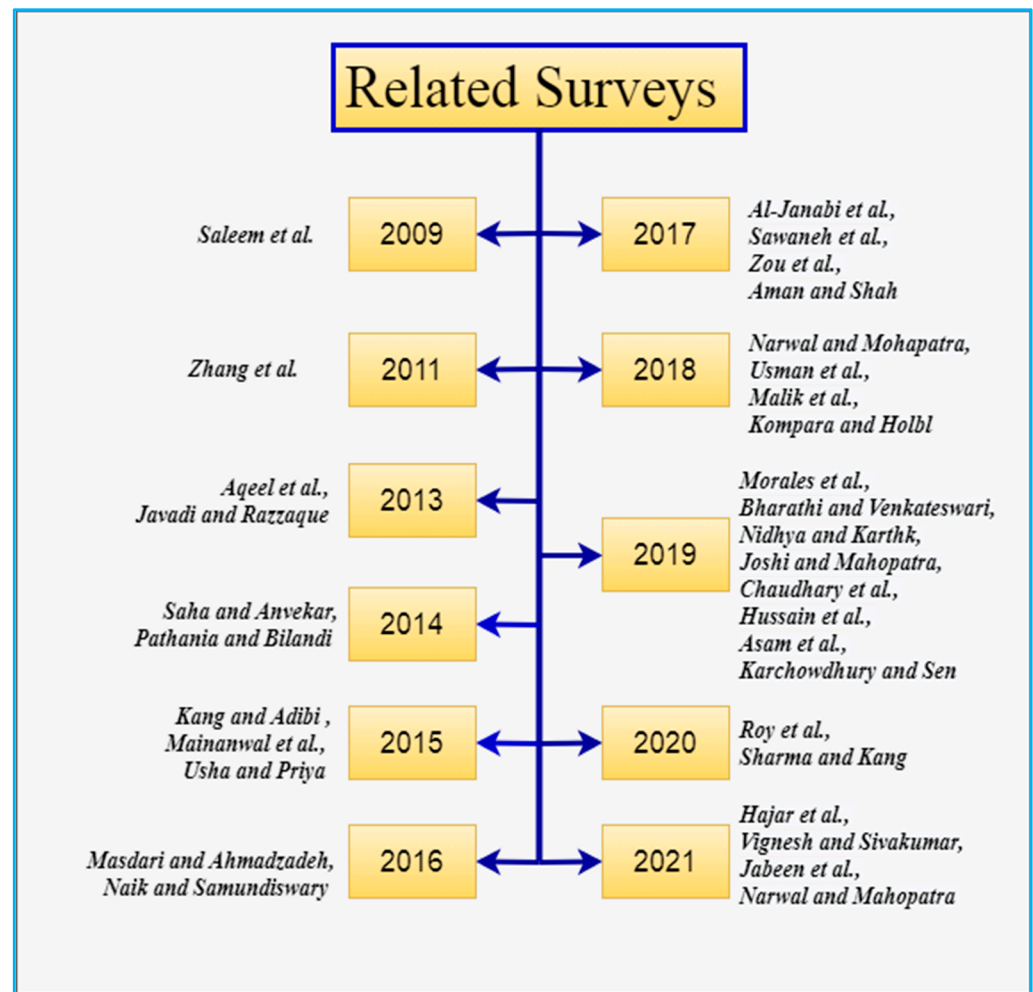 Related Surveys
Saleem et al.
2009
Zhang et al.
2011
Aqeel et al.,
Javadi and Razzaque
2013
Saha and Anvekar,
Pathania and Bilandi
2014
Kang and Adibi ,
Mainanwal et al.,
Usha and Priya
2015
Masdari and Ahmadzadeh,
Naik and Samundiswary
2016
2017
Al-Janabi et al.,
Sawaneh et al.,
Zou et al.,
Aman and Shah
2018
Narwal and Mohapatra,
Usman et al.,
Malik et al.,
Kompara and Holbl
2019
Morales et al.,
Bharathi and Venkateswari,
Nidhya and Karthk,
Joshi and Mahopatra,
Chaudhary et al.,
Hussain et al.,
Asam et al.,
Karchowdhury and Sen
2020
Roy et al.,
Sharma and Kang
2021
Hajar et al.,
Vignesh and Sivakumar,
Jabeen et al.,
Narwal and Mahopatra